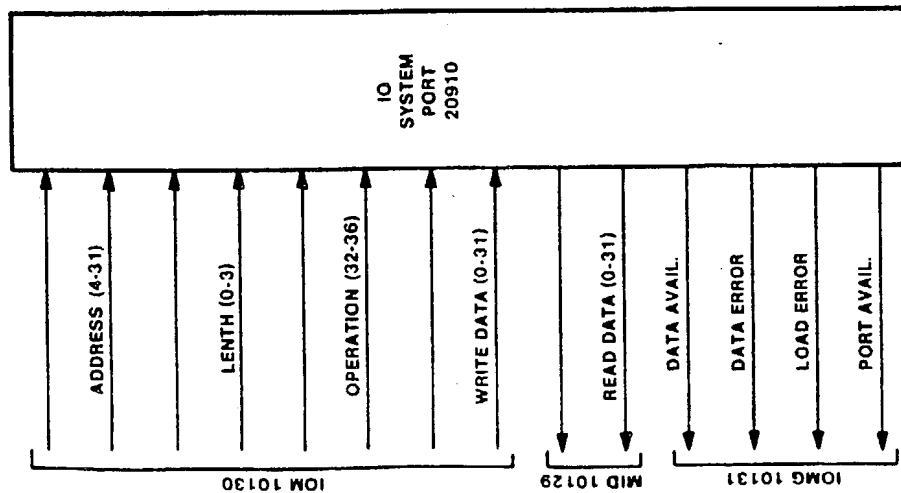 IO
SYSTEM
PORT
20910
ADDRESS (4-31)
LENTH (0-3)
OPERATION (32-36)
WRITE DATA (0-31)
READ DATA (0-31)
DATA AVAIL.
DATA ERROR
LOAD ERROR
PORT AVAIL.
IOM 10130
MID 10129
IOMG 10131